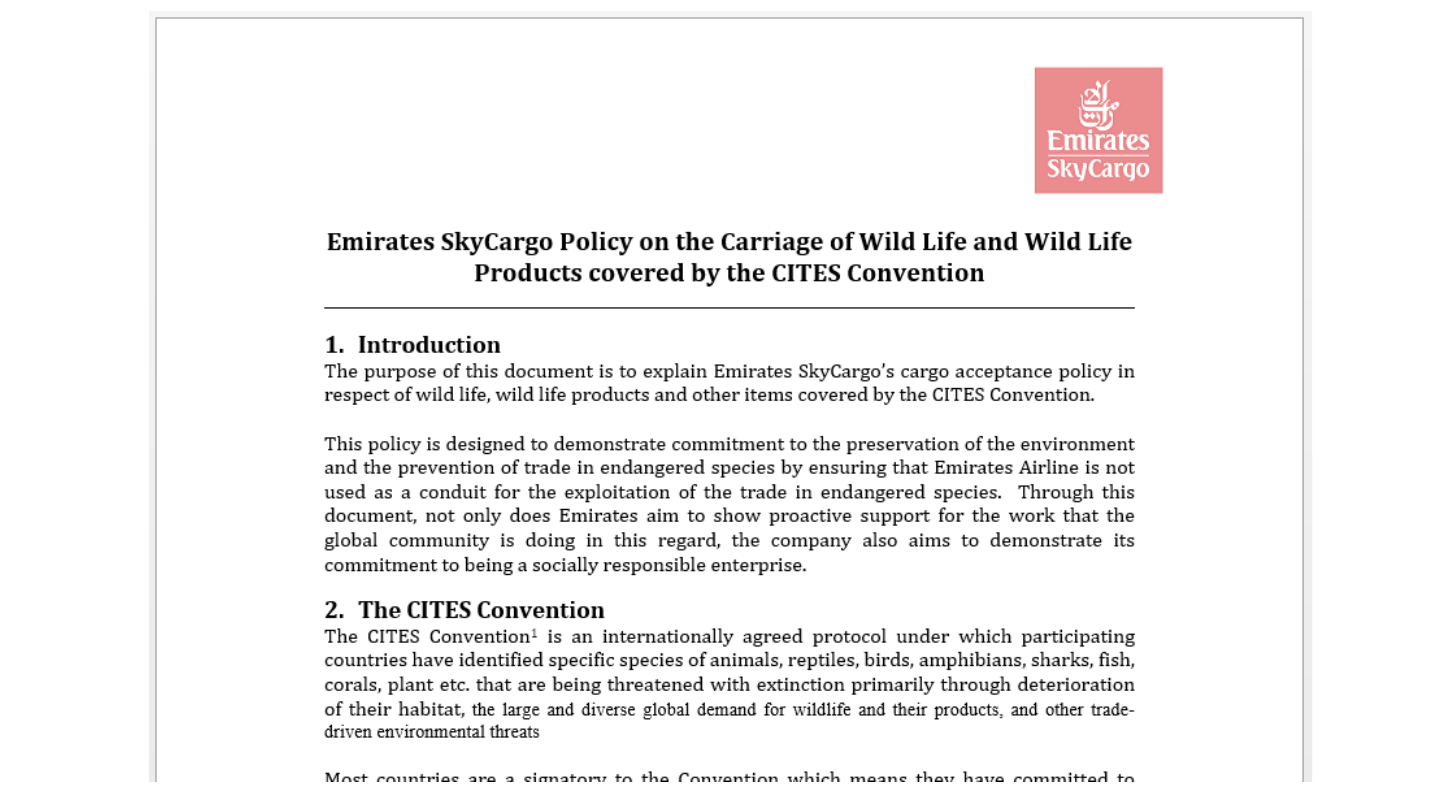 امارات
Emirates
SkyCargo
Emirates SkyCargo Policy on the Carriage of Wild Life and Wild Life
Products covered by the CITES Convention
1. Introduction
The purpose of this document is to explain Emirates SkyCargo’s cargo acceptance policy in
respect of wild life, wild life products and other items covered by the CITES Convention.
This policy is designed to demonstrate commitment to the preservation of the environment
and the prevention of trade in endangered species by ensuring that Emirates Airline is not
used as a conduit for the exploitation of the trade in endangered species. Through this
document, not only does Emirates aim to show proactive support for the work that the
global community is doing in this regard, the company also aims to demonstrate its
commitment to being a socially responsible enterprise.
2. The CITES Convention
The CITES Convention¹ is an internationally agreed protocol under which participating
countries have identified specific species of animals, reptiles, birds, amphibians, sharks, fish,
corals, plant etc. that are being threatened with extinction primarily through deterioration
of their habitat, the large and diverse global demand for wildlife and their products, and other trade-
driven environmental threats
Most countries are a signatory to the Convention which means they have committed to